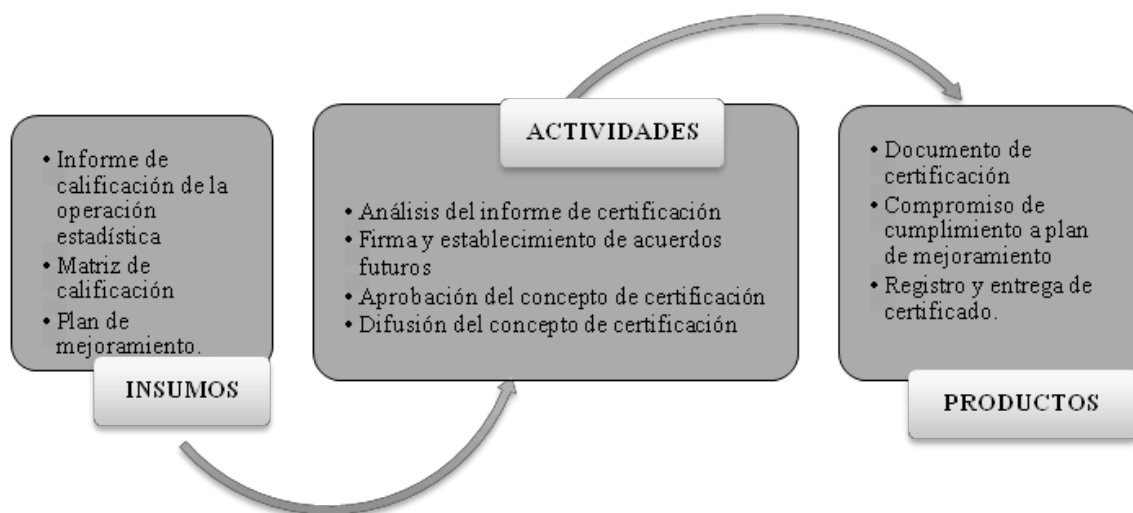 • Informe de
calificación de la
operación
estadística
• Matriz de
calificación
• Plan de
mejoramiento.
INSUMOS
ACTIVIDADES
• Análisis del informe de certificación
• Firma y establecimiento de acuerdos
futuros
• Aprobación del concepto de certificación
• Difusión del concepto de certificación
• Documento de
certificación
• Compromiso de
cumplimiento a plan
de mejoramiento
• Registro y entrega de
certificado.
PRODUCTOS